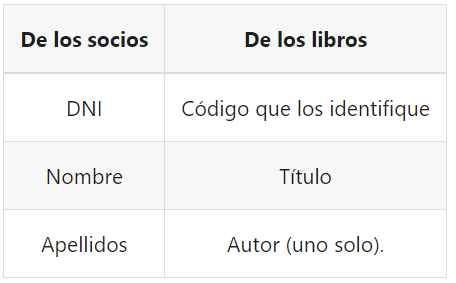 De los socios De los libros
DNI Código que los identifique
Nombre Título
Apellidos Autor (uno solo).